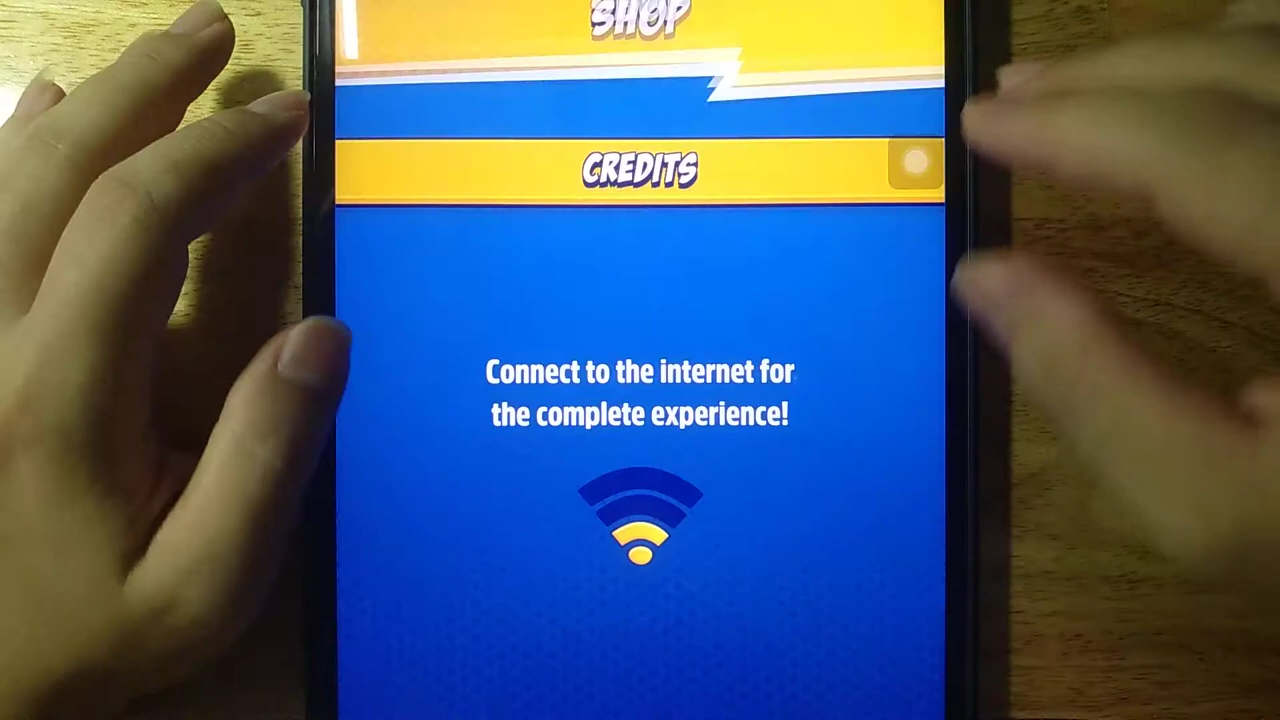 SHOP
CREDITS
Connect to the internet for
the complete experience!